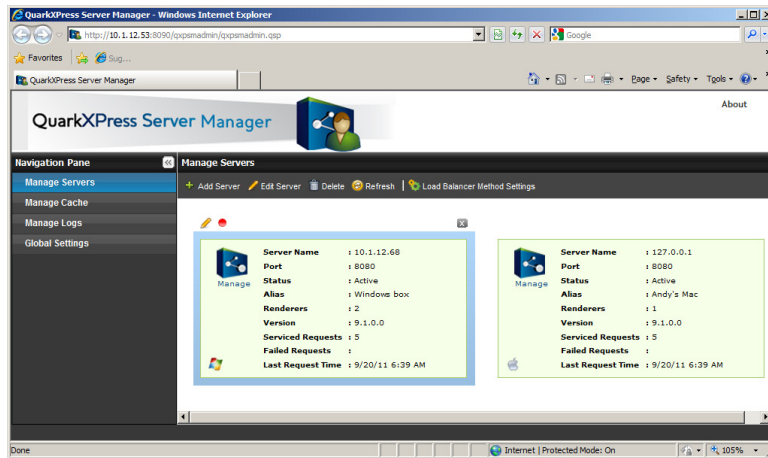 QuarkXPress Server Manager - Windows Internet Explorer
http://10.1.12.53:8090/qxpsmadmin/qxpsmadmin.qsp
Google
Favorites Sug...
QuarkXPress Server Manager
Page Safety Tools
About
QuarkXPress Server Manager
Navigation Pane
Manage Servers
Manage Servers
Manage Cache
Manage Logs
Global Settings
Add Server Edit Server Delete Refresh Load Balancer Method Settings
Manage
Server Name : 10.1.12.68
Port : 8080
Status : Active
Alias : Windows box
Renderers : 2
Version : 9.1.0.0
Serviced Requests : 5
Failed Requests :
Last Request Time : 9/20/11 6:39 AM
Manage
Server Name : 127.0.0.1
Port : 8080
Status : Active
Alias : Andy's Mac
Renderers : 1
Version : 9.1.0.0
Serviced Requests : 5
Failed Requests :
Last Request Time : 9/20/11 6:39 AM
Done
Internet | Protected Mode: On
105%